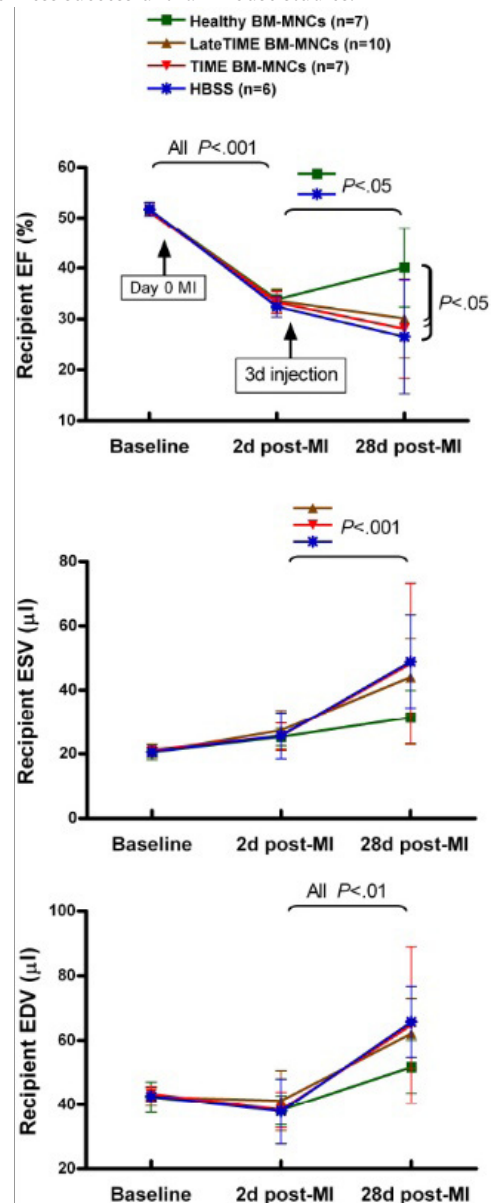 Healthy BM-MNCs (n=7)
LateTIME BM-MNCs (n=10)
TIME BM-MNCs (n=7)
HBSS (n=6)
All P<.001
P<.05
Recipient EF (%)
60
50
40
30
20
10
Day 0 MI
3d injection
P<.05
Baseline 2d post-MI 28d post-MI
P<.001
Recipient ESV (µl)
80
60
40
20
0
Baseline 2d post-MI 28d post-MI
All P<.01
Recipient EDV (µl)
100
80
60
40
20
Baseline 2d post-MI 28d post-MI